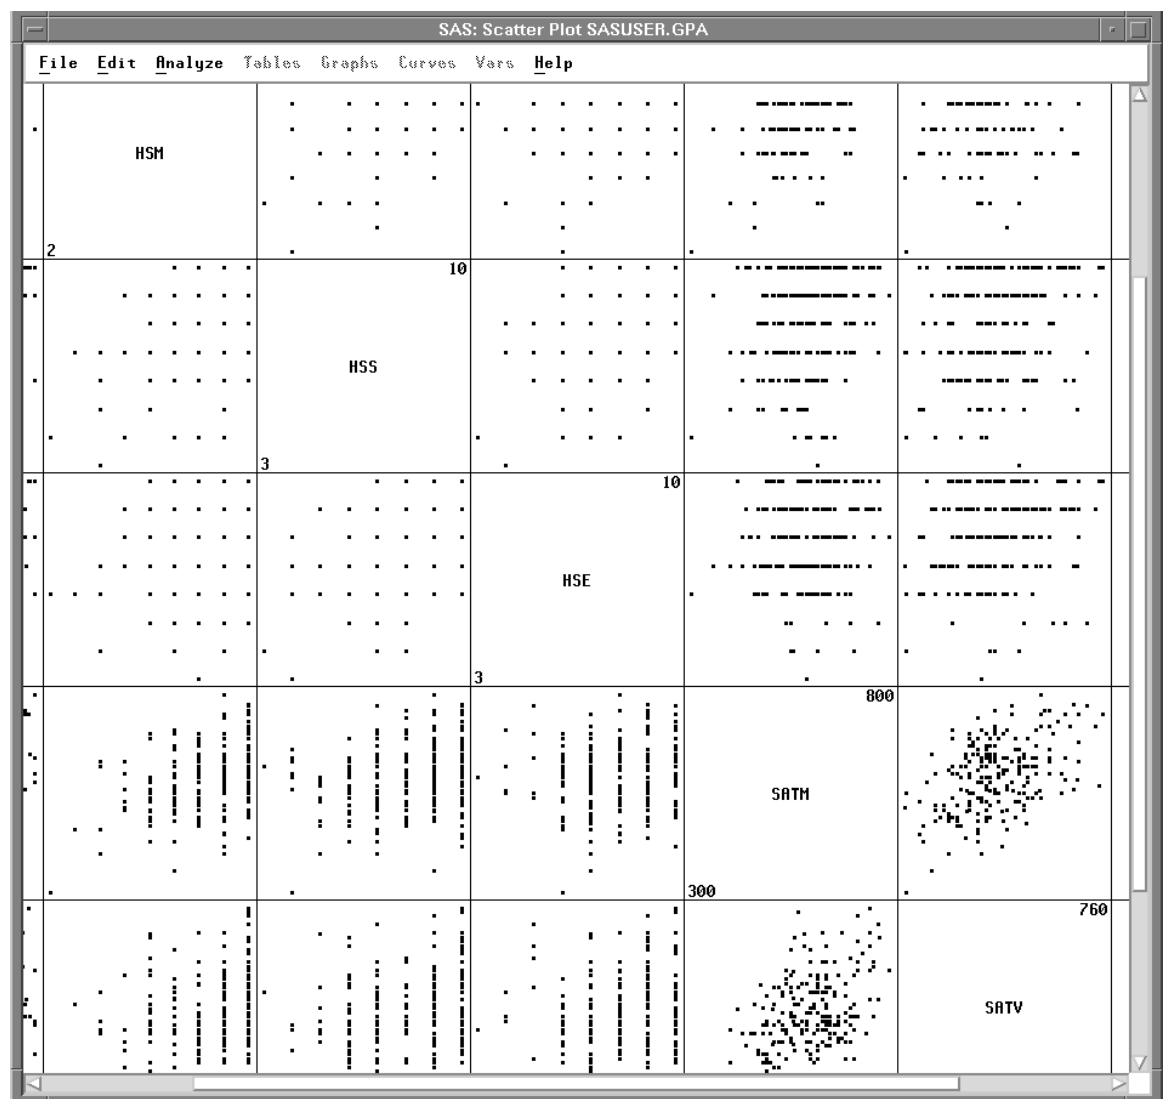 SAS: Scatter Plot SASUSER.GPA
File Edit Analyze Tables Graphs Curves Vars Help
HSM
2
10
HSS
3
10
HSE
3
800
SATM
300
760
SATV